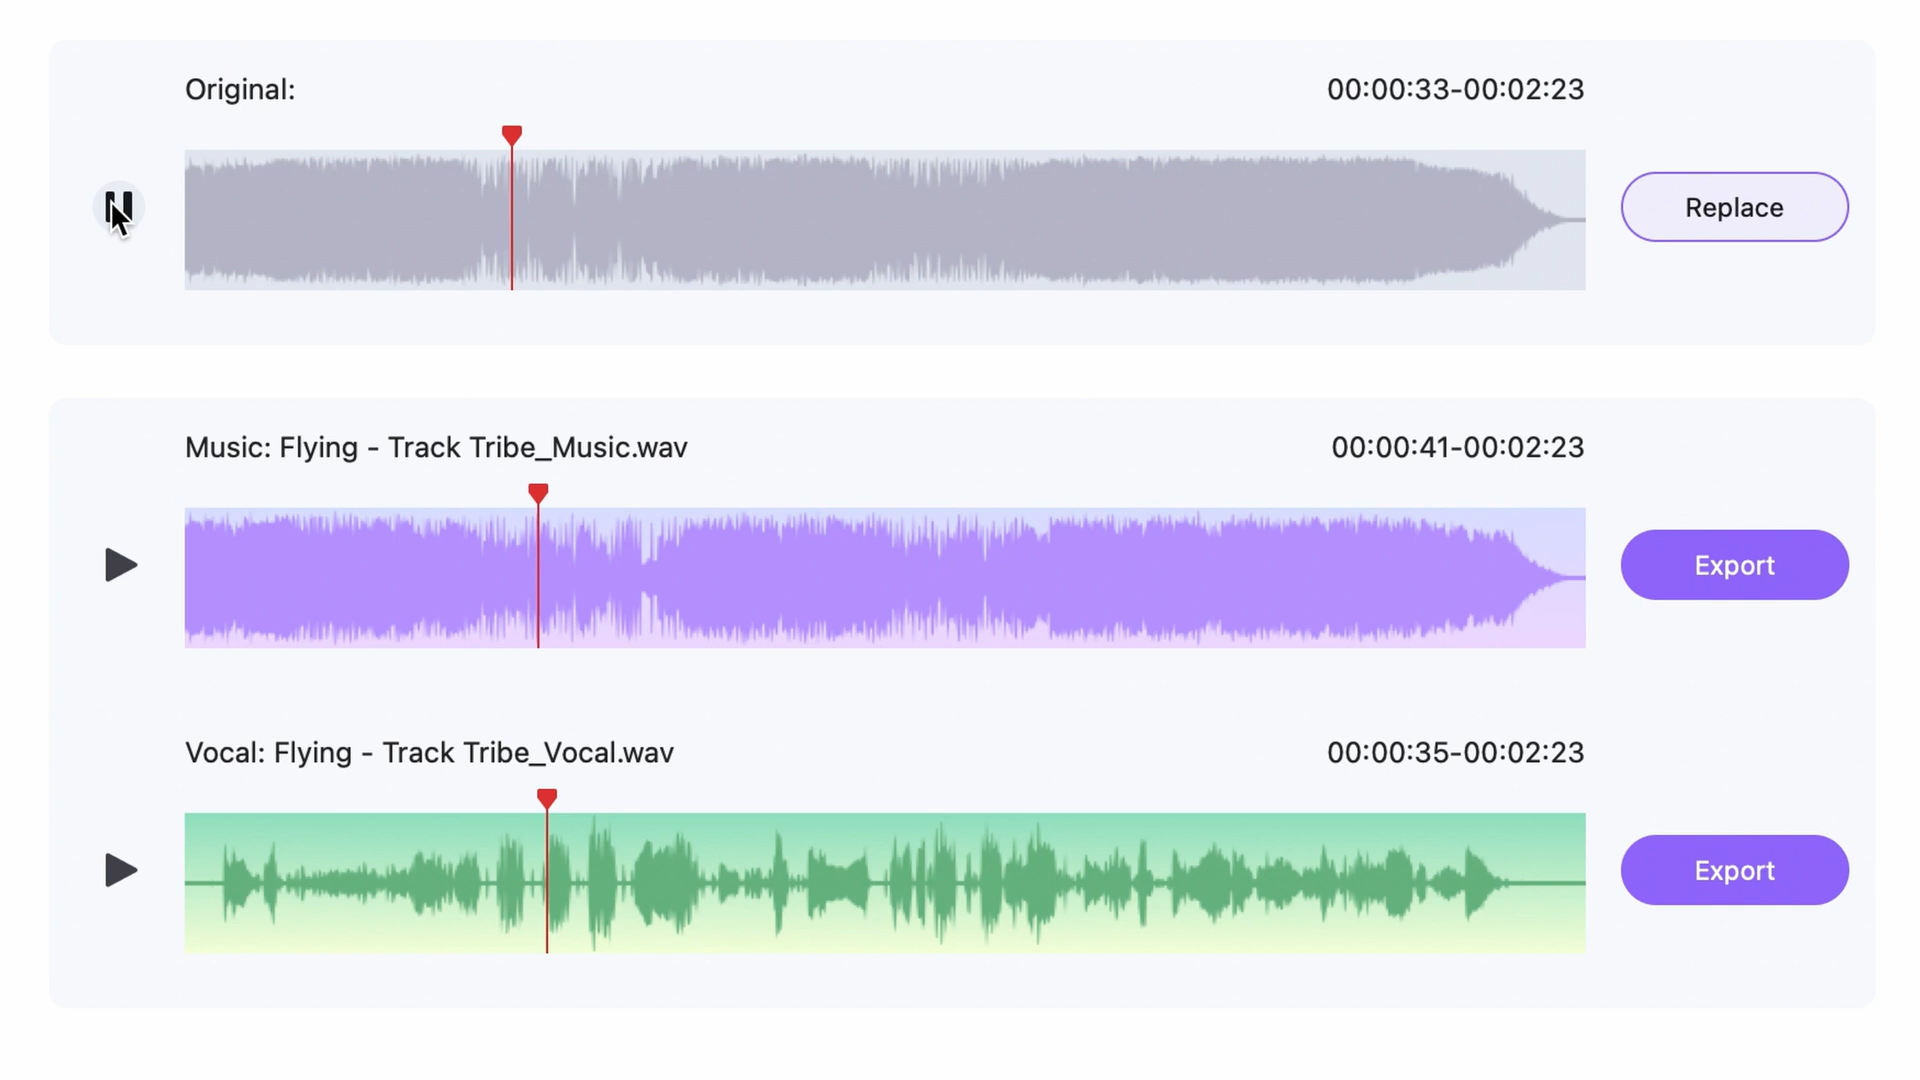 Original:
00:00:33-00:02:23
Replace
Music: Flying - Track Tribe_Music.wav
00:00:41-00:02:23
Export
Vocal: Flying - Track Tribe_Vocal.wav
00:00:35-00:02:23
Export